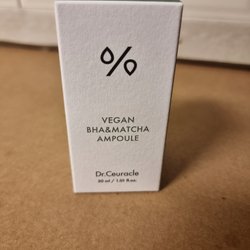 %
VEGAN
BHA&MATCHA
AMPOULE
Dr.Ceuracle
30 ml / 1.01 fl.oz.